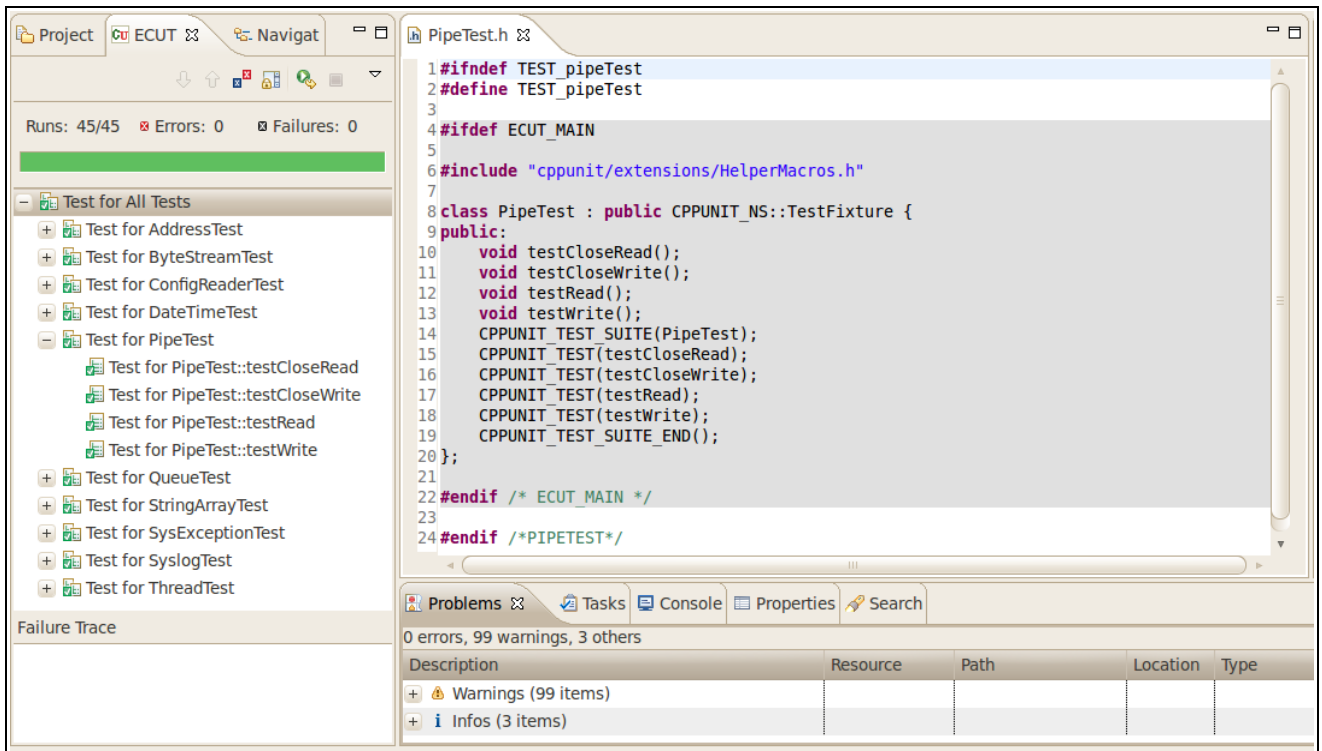 Project
ECUT
Navigat
Runs: 45/45 Errors: 0 Failures: 0
Test for All Tests
Test for AddressTest
Test for ByteStreamTest
Test for ConfigReaderTest
Test for DateTimeTest
Test for PipeTest
Test for PipeTest::testCloseRead
Test for PipeTest::testCloseWrite
Test for PipeTest::testRead
Test for PipeTest::testWrite
Test for QueueTest
Test for StringArrayTest
Test for SysExceptionTest
Test for SyslogTest
Test for ThreadTest
Failure Trace
PipeTest.h
1 #ifndef TEST_pipeTest
2 #define TEST_pipeTest
3
4 #ifdef ECUT_MAIN
5
6 #include "cppunit/extensions/HelperMacros.h"
7
8 class PipeTest : public CPPUNIT_NS::TestFixture {
9 public:
10 void testCloseRead();
11 void testCloseWrite();
12 void testRead();
13 void testWrite();
14 CPPUNIT_TEST_SUITE(PipeTest);
15 CPPUNIT_TEST(testCloseRead);
16 CPPUNIT_TEST(testCloseWrite);
17 CPPUNIT_TEST(testRead);
18 CPPUNIT_TEST(testWrite);
19 CPPUNIT_TEST_SUITE_END();
20 };
21
22 #endif /* ECUT_MAIN */
23
24 #endif /*PIPETEST*/
Problems Tasks Console Properties Search
0 errors, 99 warnings, 3 others
Description Resource Path Location Type
Warnings (99 items)
Infos (3 items)